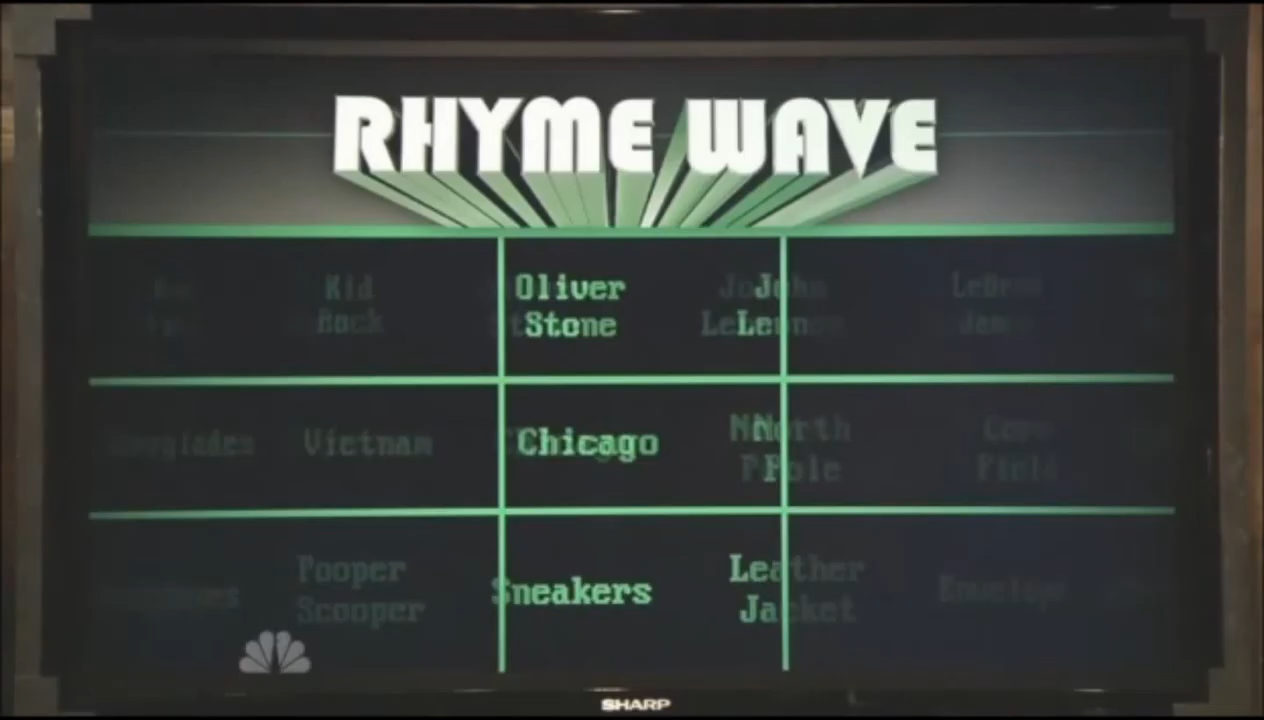 RHYME WAVE
Kid
Rock
Oliver
Stone
John
Lennon
LeBron
James
Everglades
Vietnam
Chicago
North
Pole
Corn
Field
Pooper
Scooper
Sneakers
Leather
Jacket
Envelope
SHARP